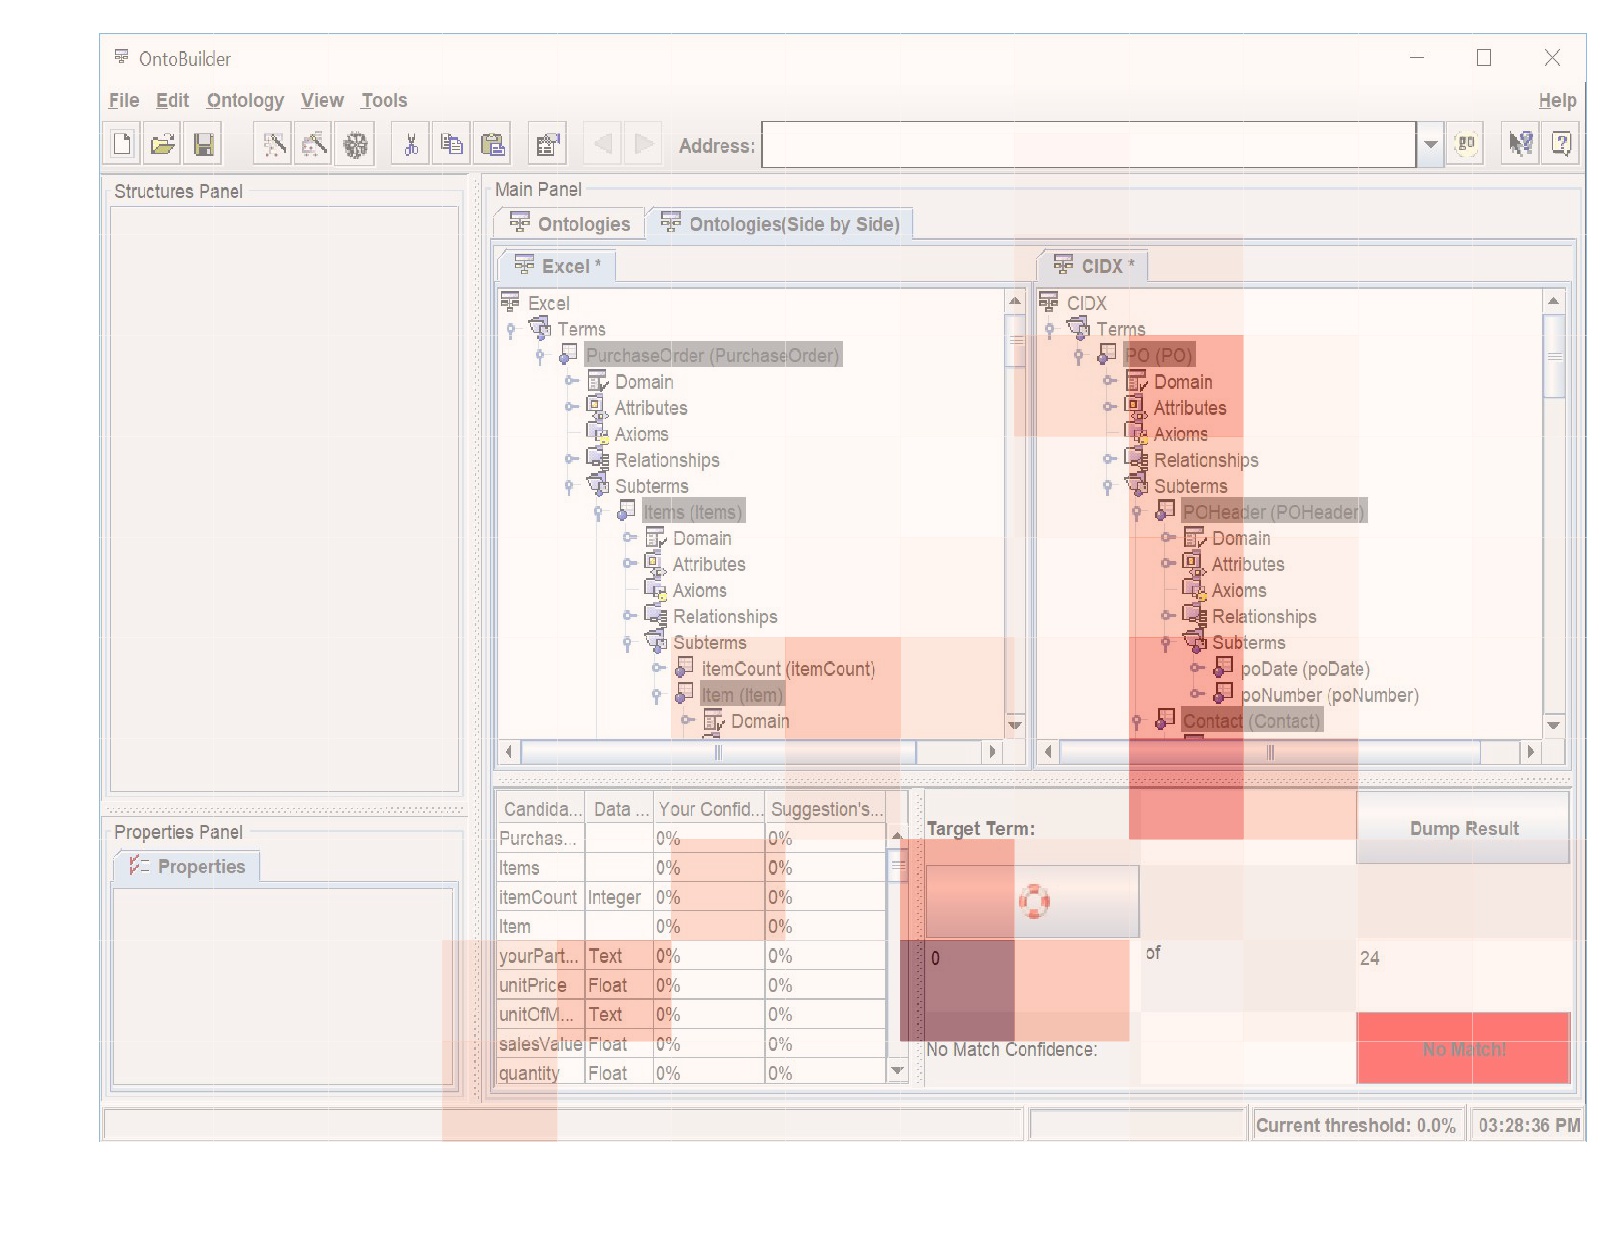 OntoBuilder
File Edit Ontology View Tools Help
Address: go
Structures Panel
Main Panel
Ontologies Ontologies(Side by Side)
Excel * CIDX *
Excel
Terms
PurchaseOrder (PurchaseOrder)
Domain
Attributes
Axioms
Relationships
Subterms
Items (Items)
Domain
Attributes
Axioms
Relationships
Subterms
itemCount (itemCount)
Item (Item)
Domain
CIDX
Terms
PO (PO)
Domain
Attributes
Axioms
Relationships
Subterms
POHeader (POHeader)
Domain
Attributes
Axioms
Relationships
Subterms
poDate (poDate)
poNumber (poNumber)
Contact (Contact)
Candida... Data ... Your Confid... Suggestion's...
Purchas... 0% 0%
Items 0% 0%
itemCount Integer 0% 0%
Item 0% 0%
yourPart... Text 0% 0%
unitPrice Float 0% 0%
unitOfM... Text 0% 0%
salesValue Float 0% 0%
quantity Float 0% 0%
Target Term: Dump Result
0 of 24
No Match Confidence: No Match!
Properties Panel
Properties
Current threshold: 0.0% 03:28:36 PM